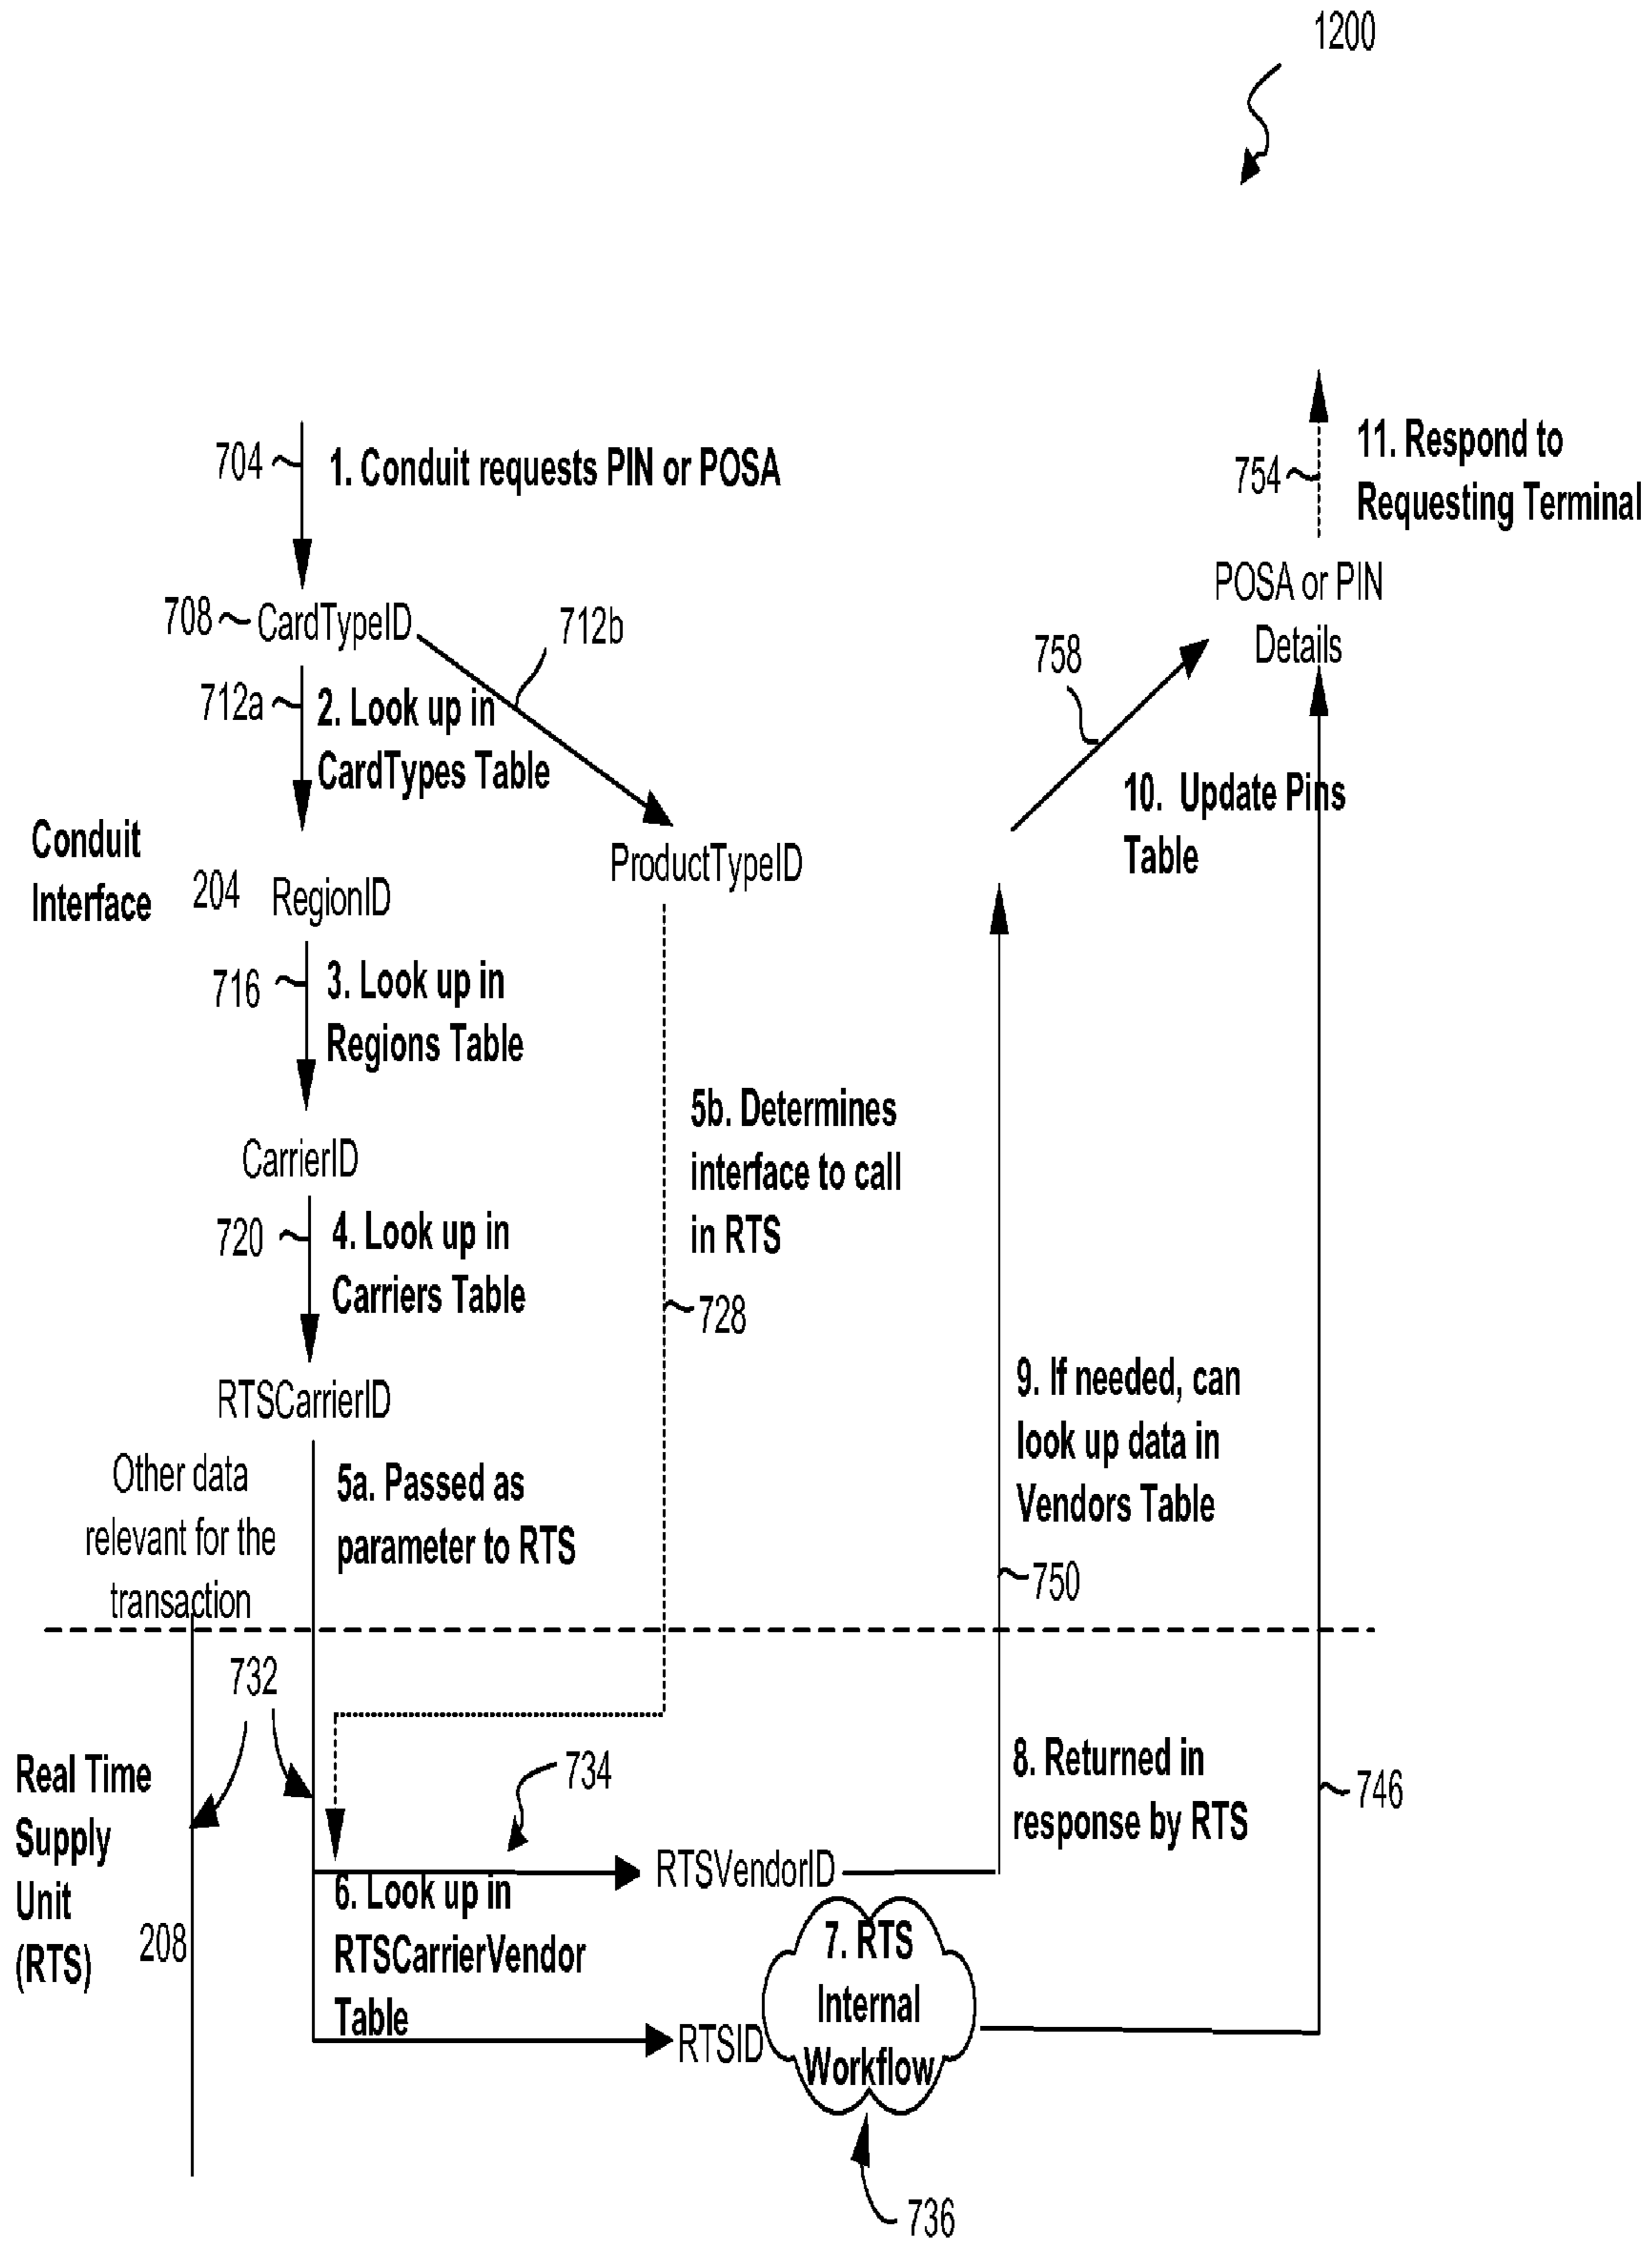 1200
704
1. Conduit requests PIN or POSA
708
CardTypeID
712b
712a
2. Look up in
CardTypes Table
Conduit
Interface
204
RegionID
ProductTypeID
716
3. Look up in
Regions Table
CarrierID
720
4. Look up in
Carriers Table
5b. Determines
interface to call
in RTS
728
RTSCarrierID
Other data
relevant for the
transaction
5a. Passed as
parameter to RTS
754
11. Respond to
Requesting Terminal
POSA or PIN
Details
758
10. Update Pins
Table
9. If needed, can
look up data in
Vendors Table
750
732
Real Time
Supply
Unit
(RTS)
208
734
6. Look up in
RTSCarrierVendor
Table
RTSVendorID
8. Returned in
response by RTS
746
RTSID
7. RTS
Internal
Workflow
736